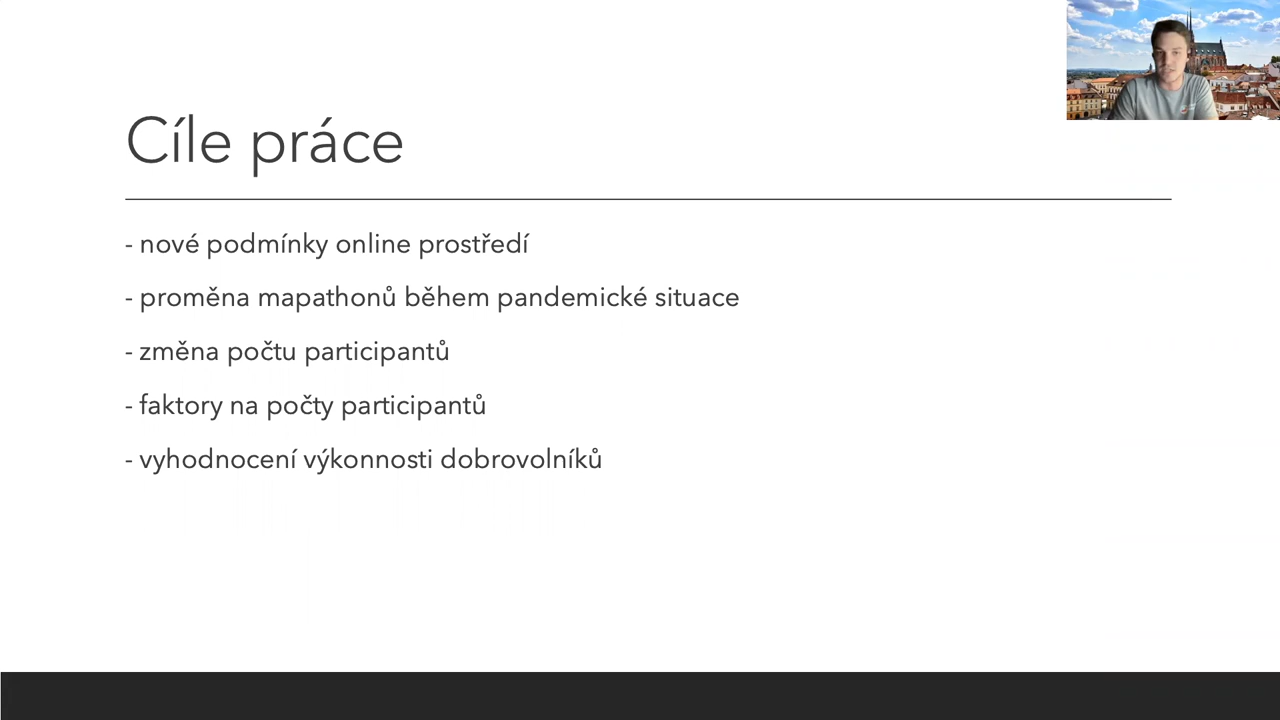 Cíle práce
- nové podmínky online prostředí
- proměna mapathonů během pandemické situace
- změna počtu participantů
- faktory na počty participantů
- vyhodnocení výkonnosti dobrovolníků